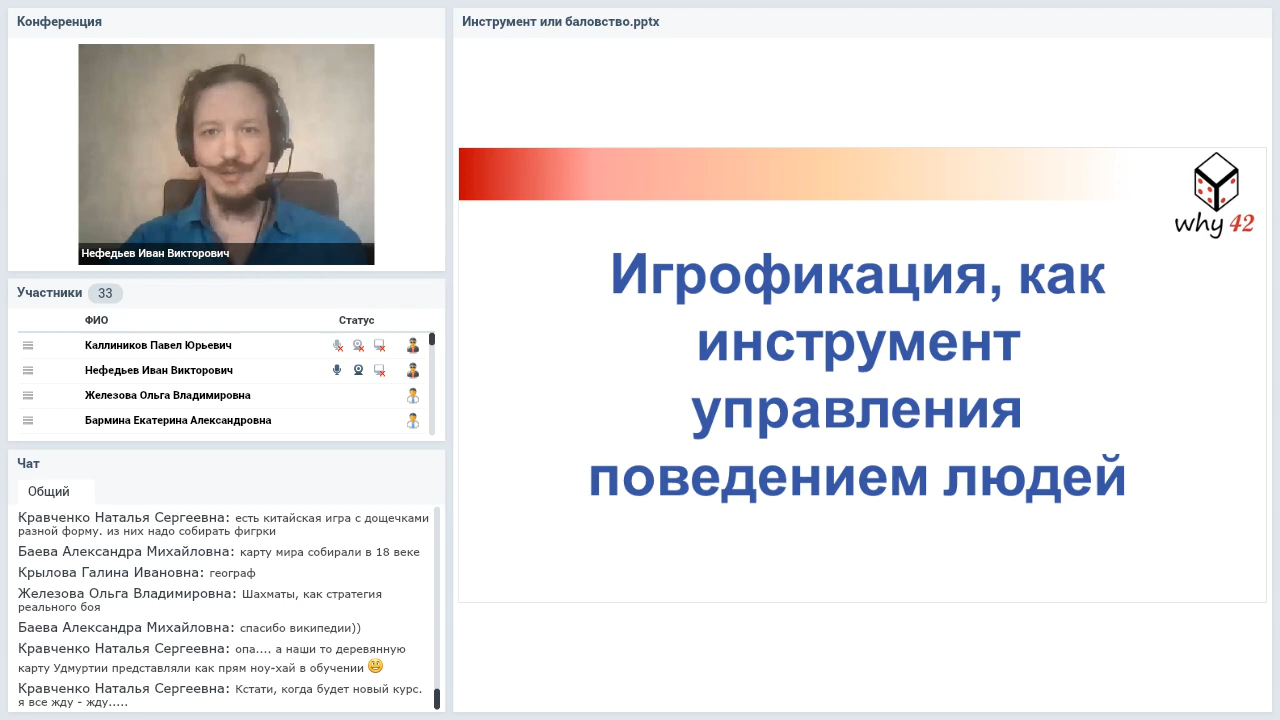 Конференция
Нефедьев Иван Викторович
Участники 33
ФИО Статус
Каллиников Павел Юрьевич
Нефедьев Иван Викторович
Железова Ольга Владимировна
Бармина Екатерина Александровна
Чат
Общий
Кравченко Наталья Сергеевна: есть китайская игра с дощечками
разной форму. из них надо собирать фигрки
Баева Александра Михайловна: карту мира собирали в 18 веке
Крылова Галина Ивановна: географ
Железова Ольга Владимировна: Шахматы, как стратегия
реального боя
Баева Александра Михайловна: спасибо википедии))
Кравченко Наталья Сергеевна: опа.... а наши то деревянную
карту Удмуртии представляли как прям ноу-хай в обучении
Кравченко Наталья Сергеевна: Кстати, когда будет новый курс.
я все жду - жду.....
Инструмент или баловство.pptx
why 42
Игрофикация, как
инструмент
управления
поведением людей